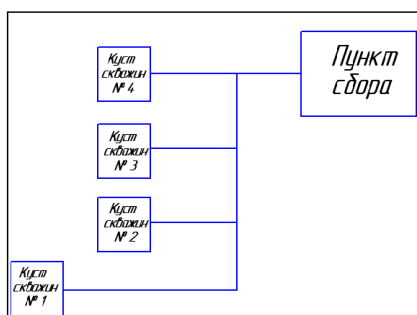 Пункт
сбора
Куст
скважин
№ 4
Куст
скважин
№ 3
Куст
скважин
№ 2
Куст
скважин
№ 1